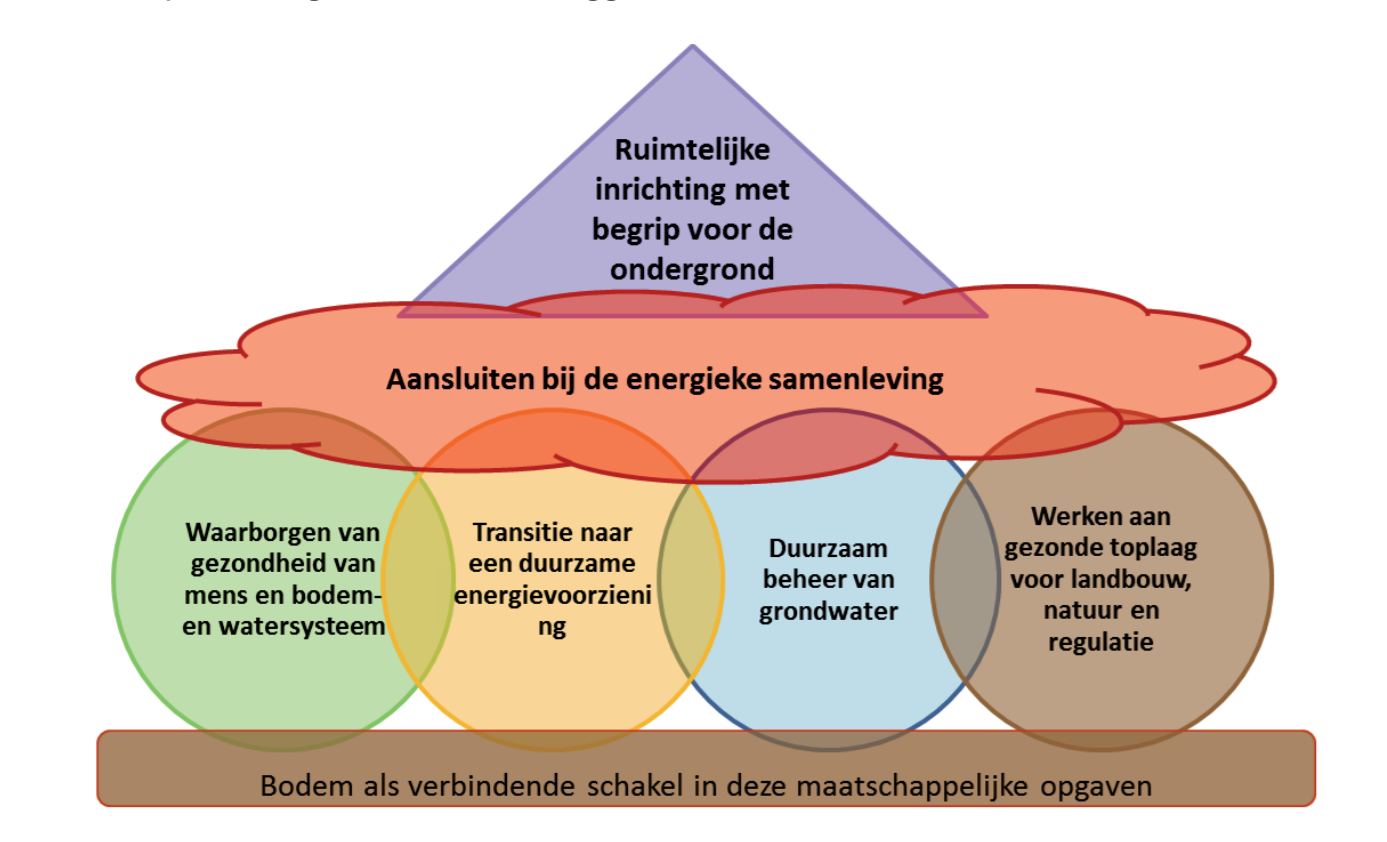 Ruimtelijke
inrichting met
begrip voor de
ondergrond
Aansluiten bij de energieke samenleving
Waarborgen van
gezondheid van
mens en bodem-
en watersysteem
Transitie naar
een duurzame
energievoorzieni
ng
Duurzaam
beheer van
grondwater
Werken aan
gezonde toplaag
voor landbouw,
natuur en
regulatie
Bodem als verbindende schakel in deze maatschappelijke opgaven